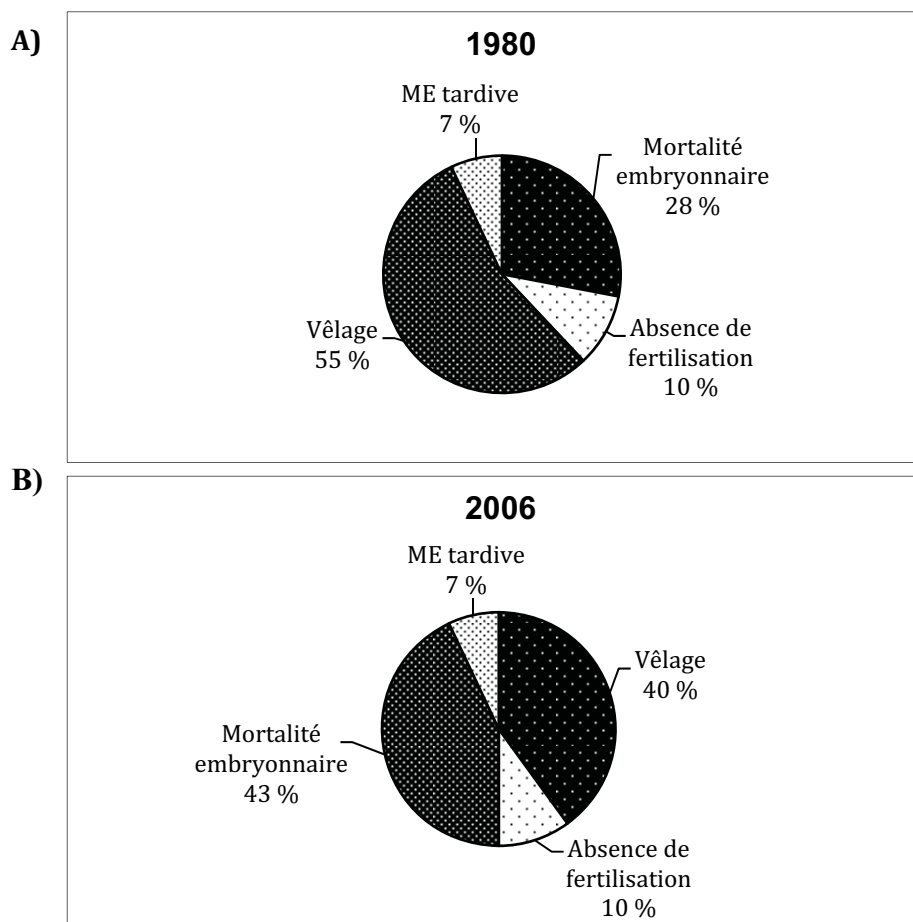 A)
1980
ME tardive
7 %
Mortalité
embryonnaire
28 %
Vêlage
55 %
Absence de
fertilisation
10 %
B)
2006
ME tardive
7 %
Vêlage
40 %
Mortalité
embryonnaire
43 %
Absence de
fertilisation
10 %